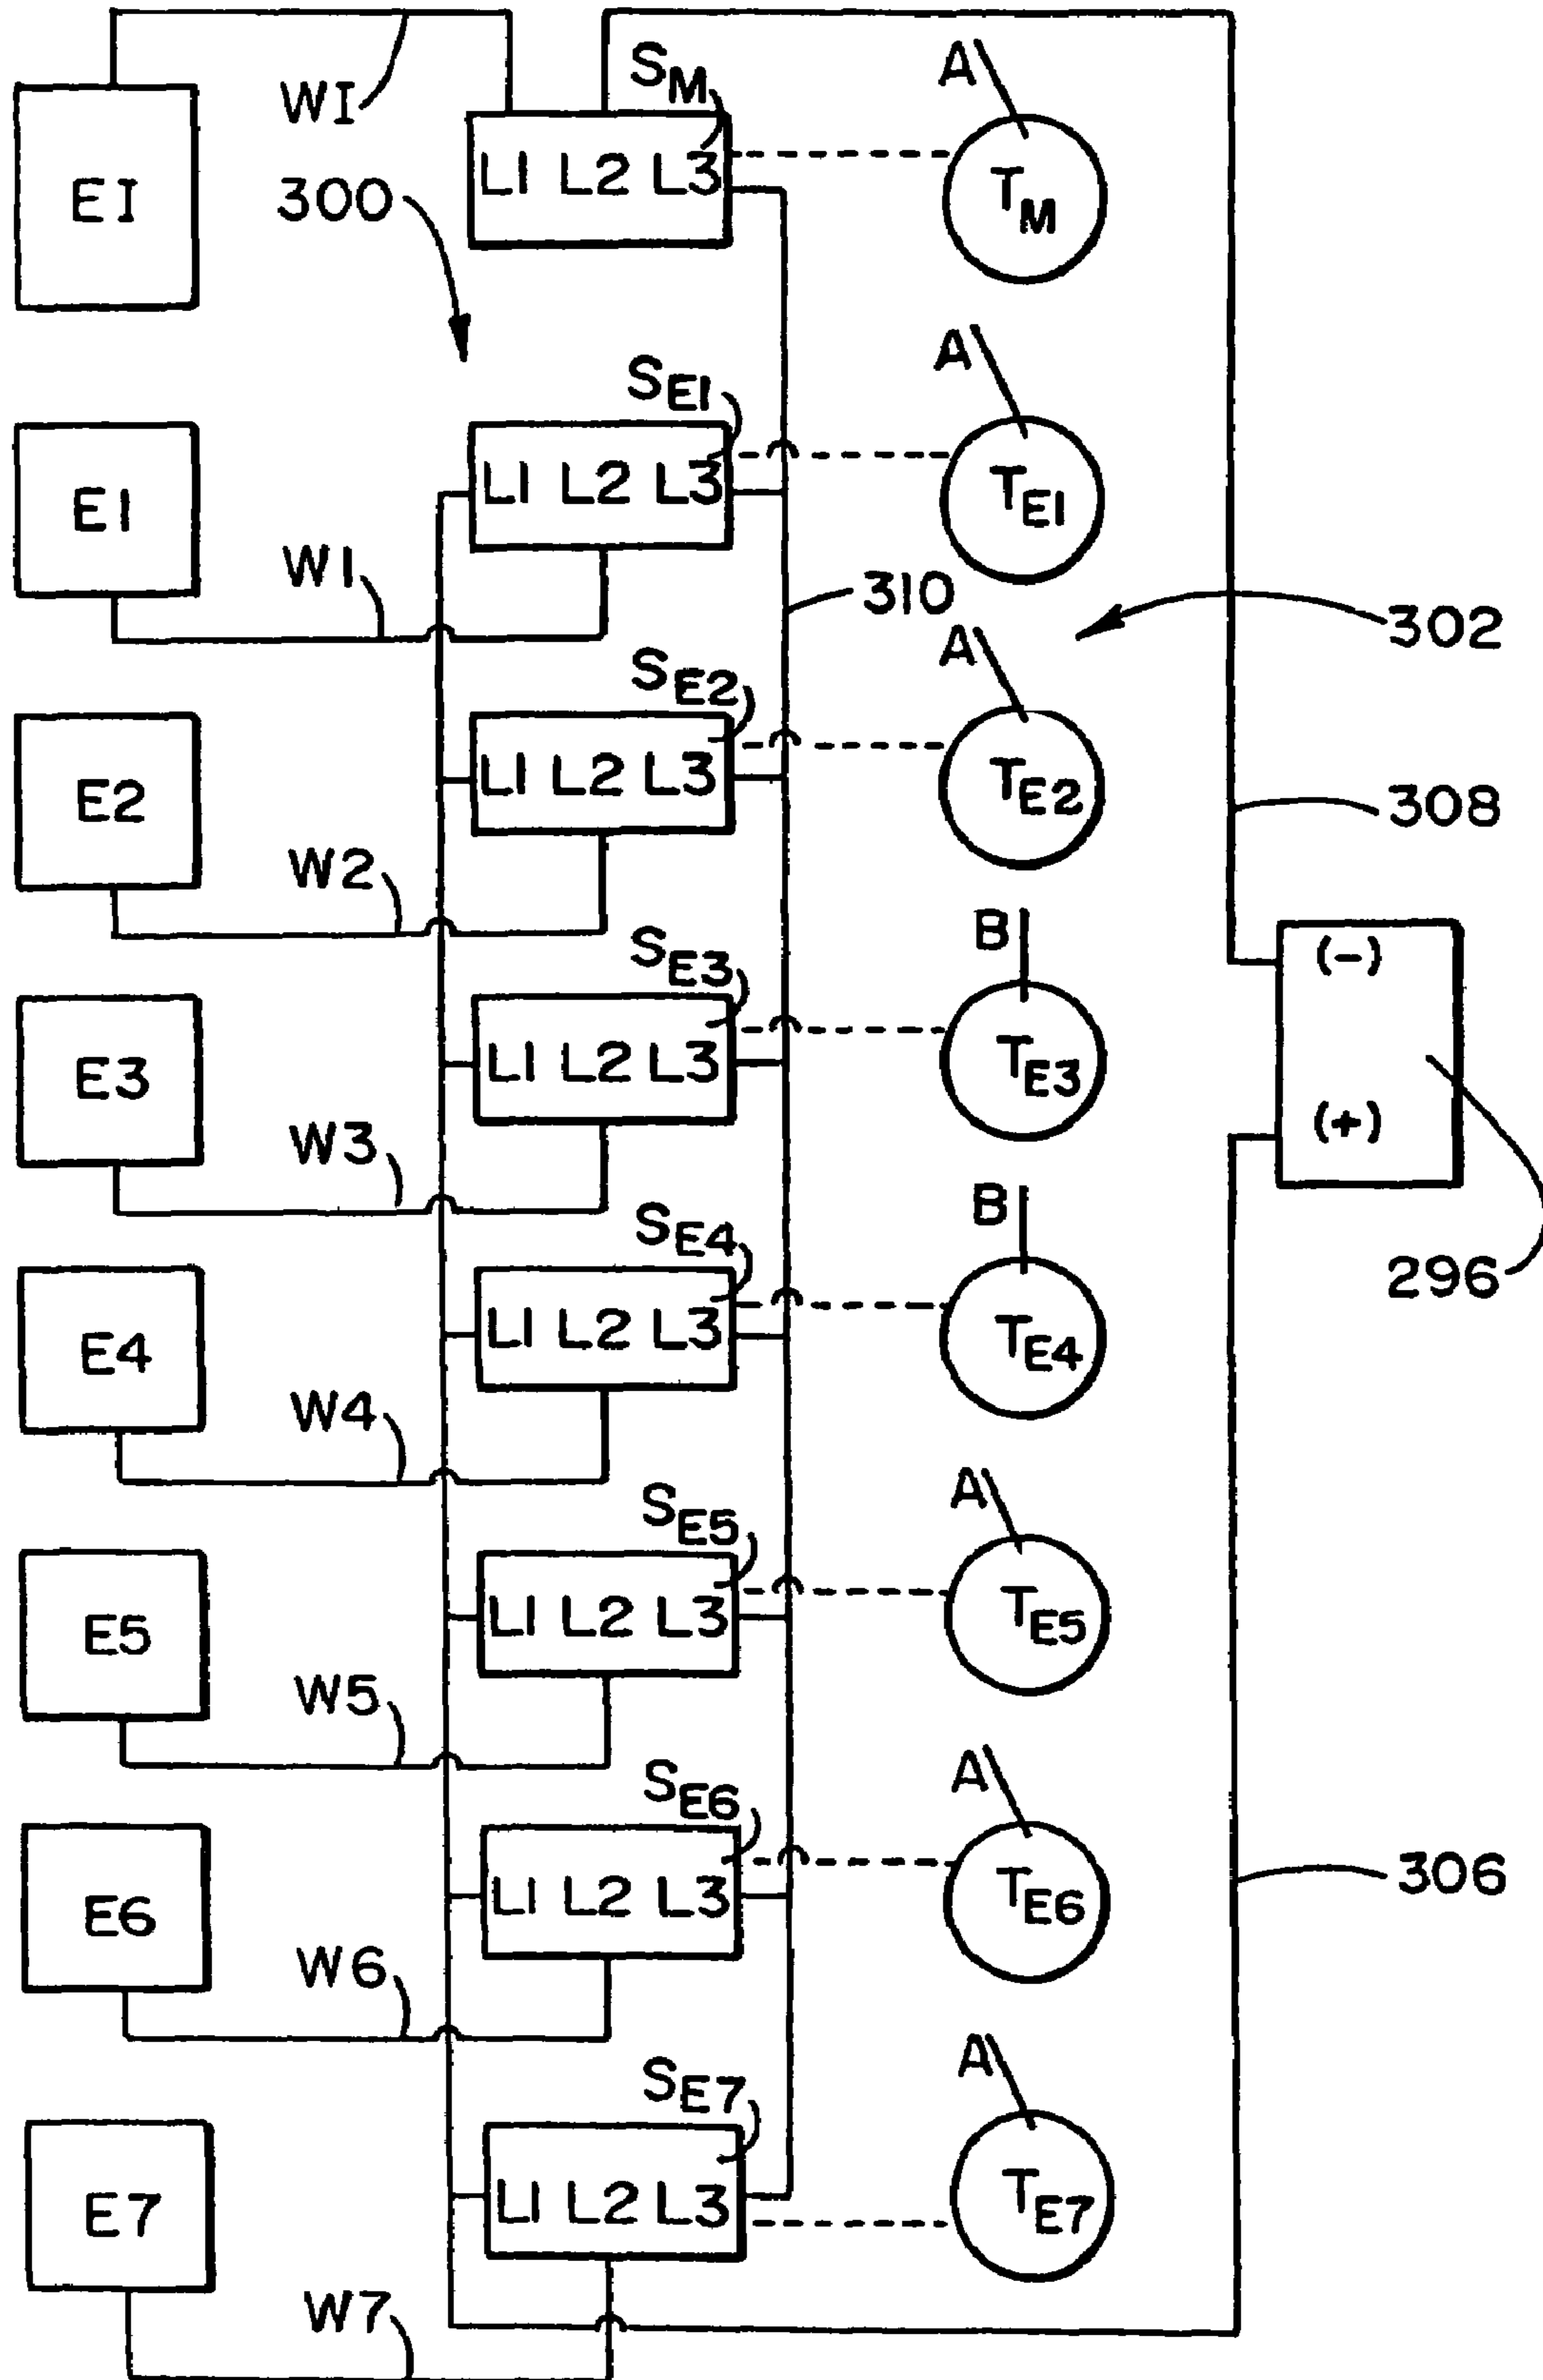 WI
SM
A
EI
300
L1 L2 L3
TM
SE1
A
E1
L1 L2 L3
TE1
W1
310
302
SE2
A
E2
L1 L2 L3
TE2
308
W2
SE3
B
(-)
E3
L1 L2 L3
TE3
(+)
W3
SE4
B
296
E4
L1 L2 L3
TE4
W4
SE5
A
E5
L1 L2 L3
TE5
W5
SE6
A
306
E6
L1 L2 L3
TE6
W6
SE7
A
E7
L1 L2 L3
TE7
W7